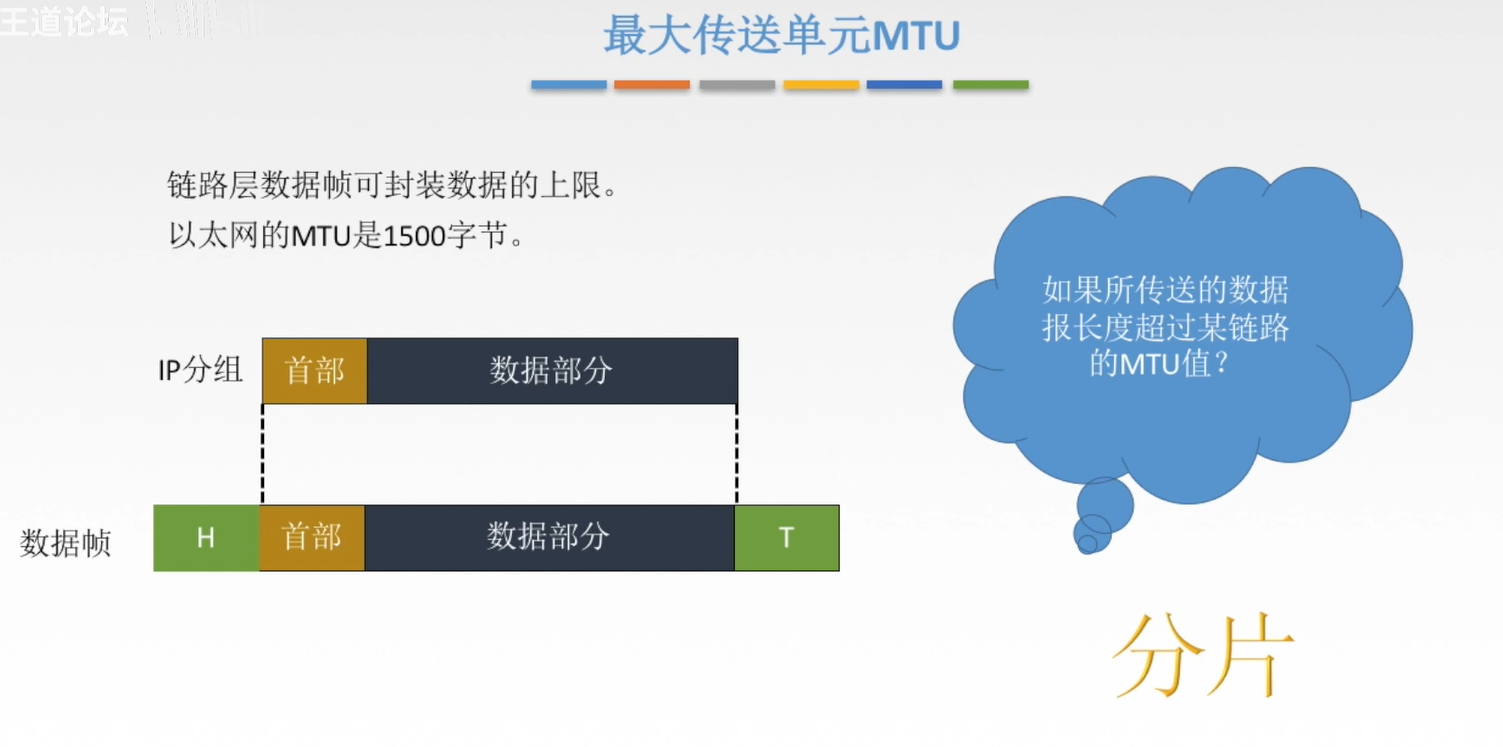 王道论坛
最大传送单元MTU
链路层数据帧可封装数据的上限。
以太网的MTU是1500字节。
如果所传送的数据
报长度超过某链路
的MTU值？
IP分组 首部 数据部分
数据帧 H 首部 数据部分 T
分片